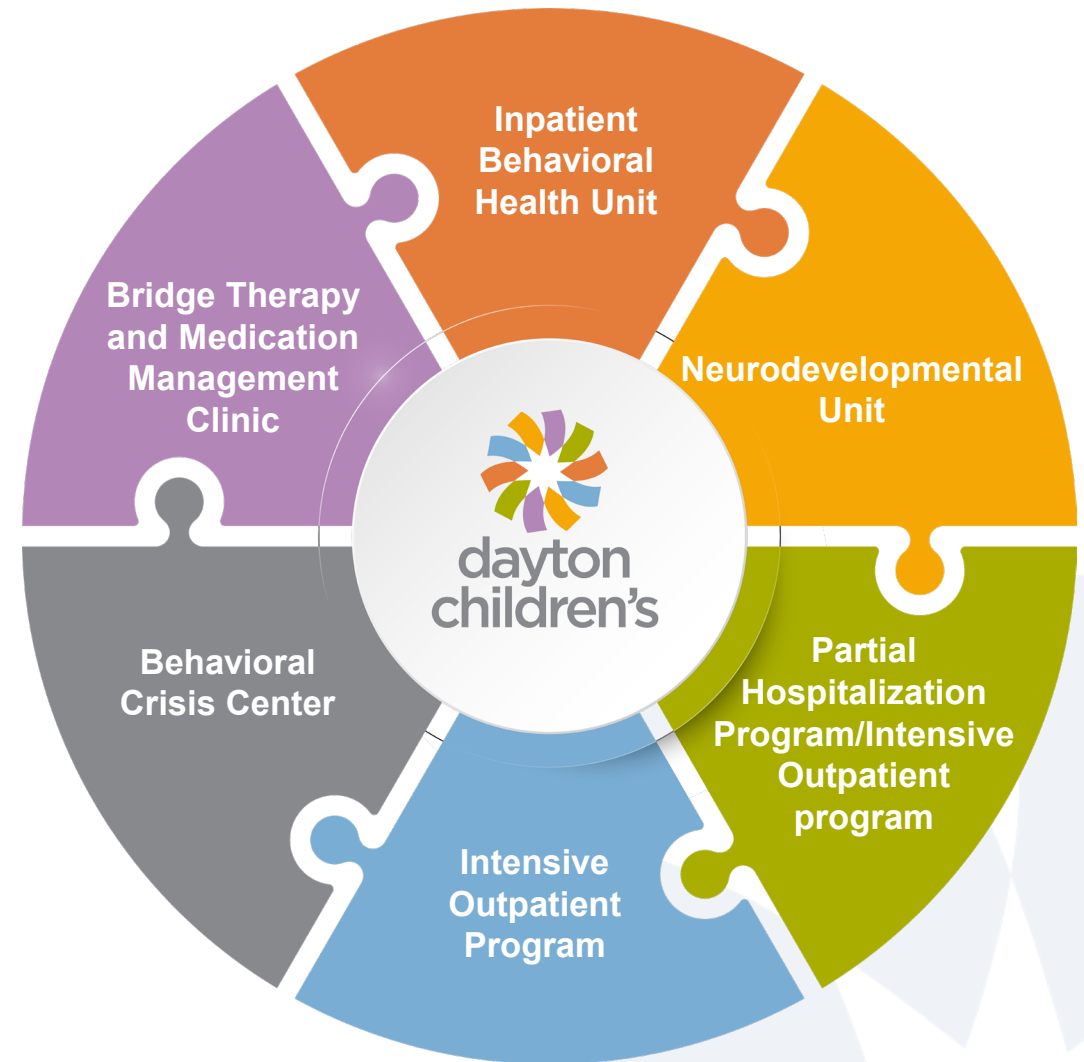 Inpatient
Behavioral
Health Unit
Neurodevelopmental
Unit
Partial
Hospitalization
Program/Intensive
Outpatient
program
Intensive
Outpatient
Program
Behavioral
Crisis Center
Bridge Therapy
and Medication
Management
Clinic
dayton
children's